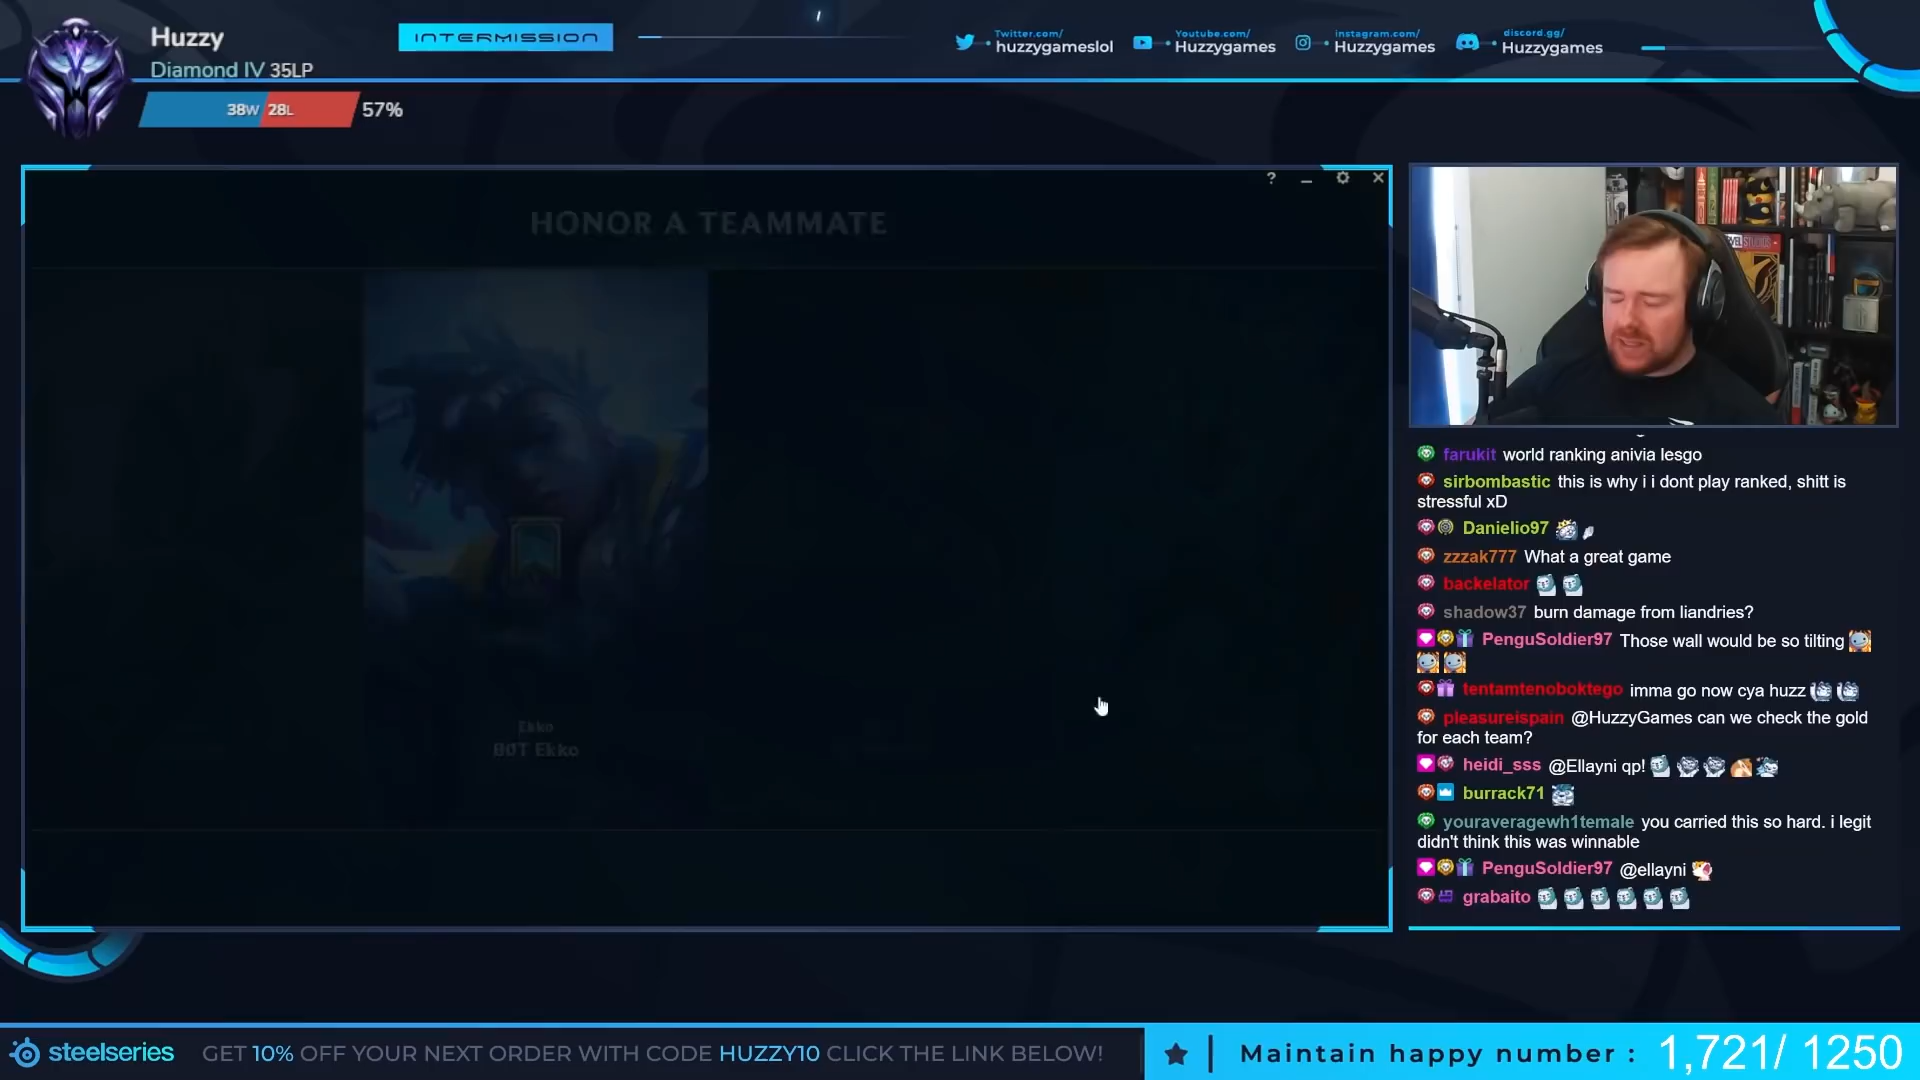 Huzzy
Diamond IV 35LP
38W 28L 57%
INTERMISSION
Twitter.com/
huzzygameslol
Youtube.com/
Huzzygames
instagram.com/
Huzzygames
discord.gg/
Huzzygames
?
HONOR A TEAMMATE
Ekko
BOT Ekko
farukit world ranking anivia lesgo
sirbombastic this is why i i dont play ranked, shitt is
stressful xD
Danielio97
zzzak777 What a great game
backelator
shadow37 burn damage from liandries?
PenguSoldier97 Those wall would be so tilting
tentamtenoboktego imma go now cya huzz
pleasureispain @HuzzyGames can we check the gold
for each team?
heidi_sss @Ellayni qp!
burrack71
youraveragewh1temale you carried this so hard. i legit
didn't think this was winnable
PenguSoldier97 @ellayni
grabaito
steelseries GET 10% OFF YOUR NEXT ORDER WITH CODE HUZZY10 CLICK THE LINK BELOW!
Maintain happy number : 1,721/ 1250